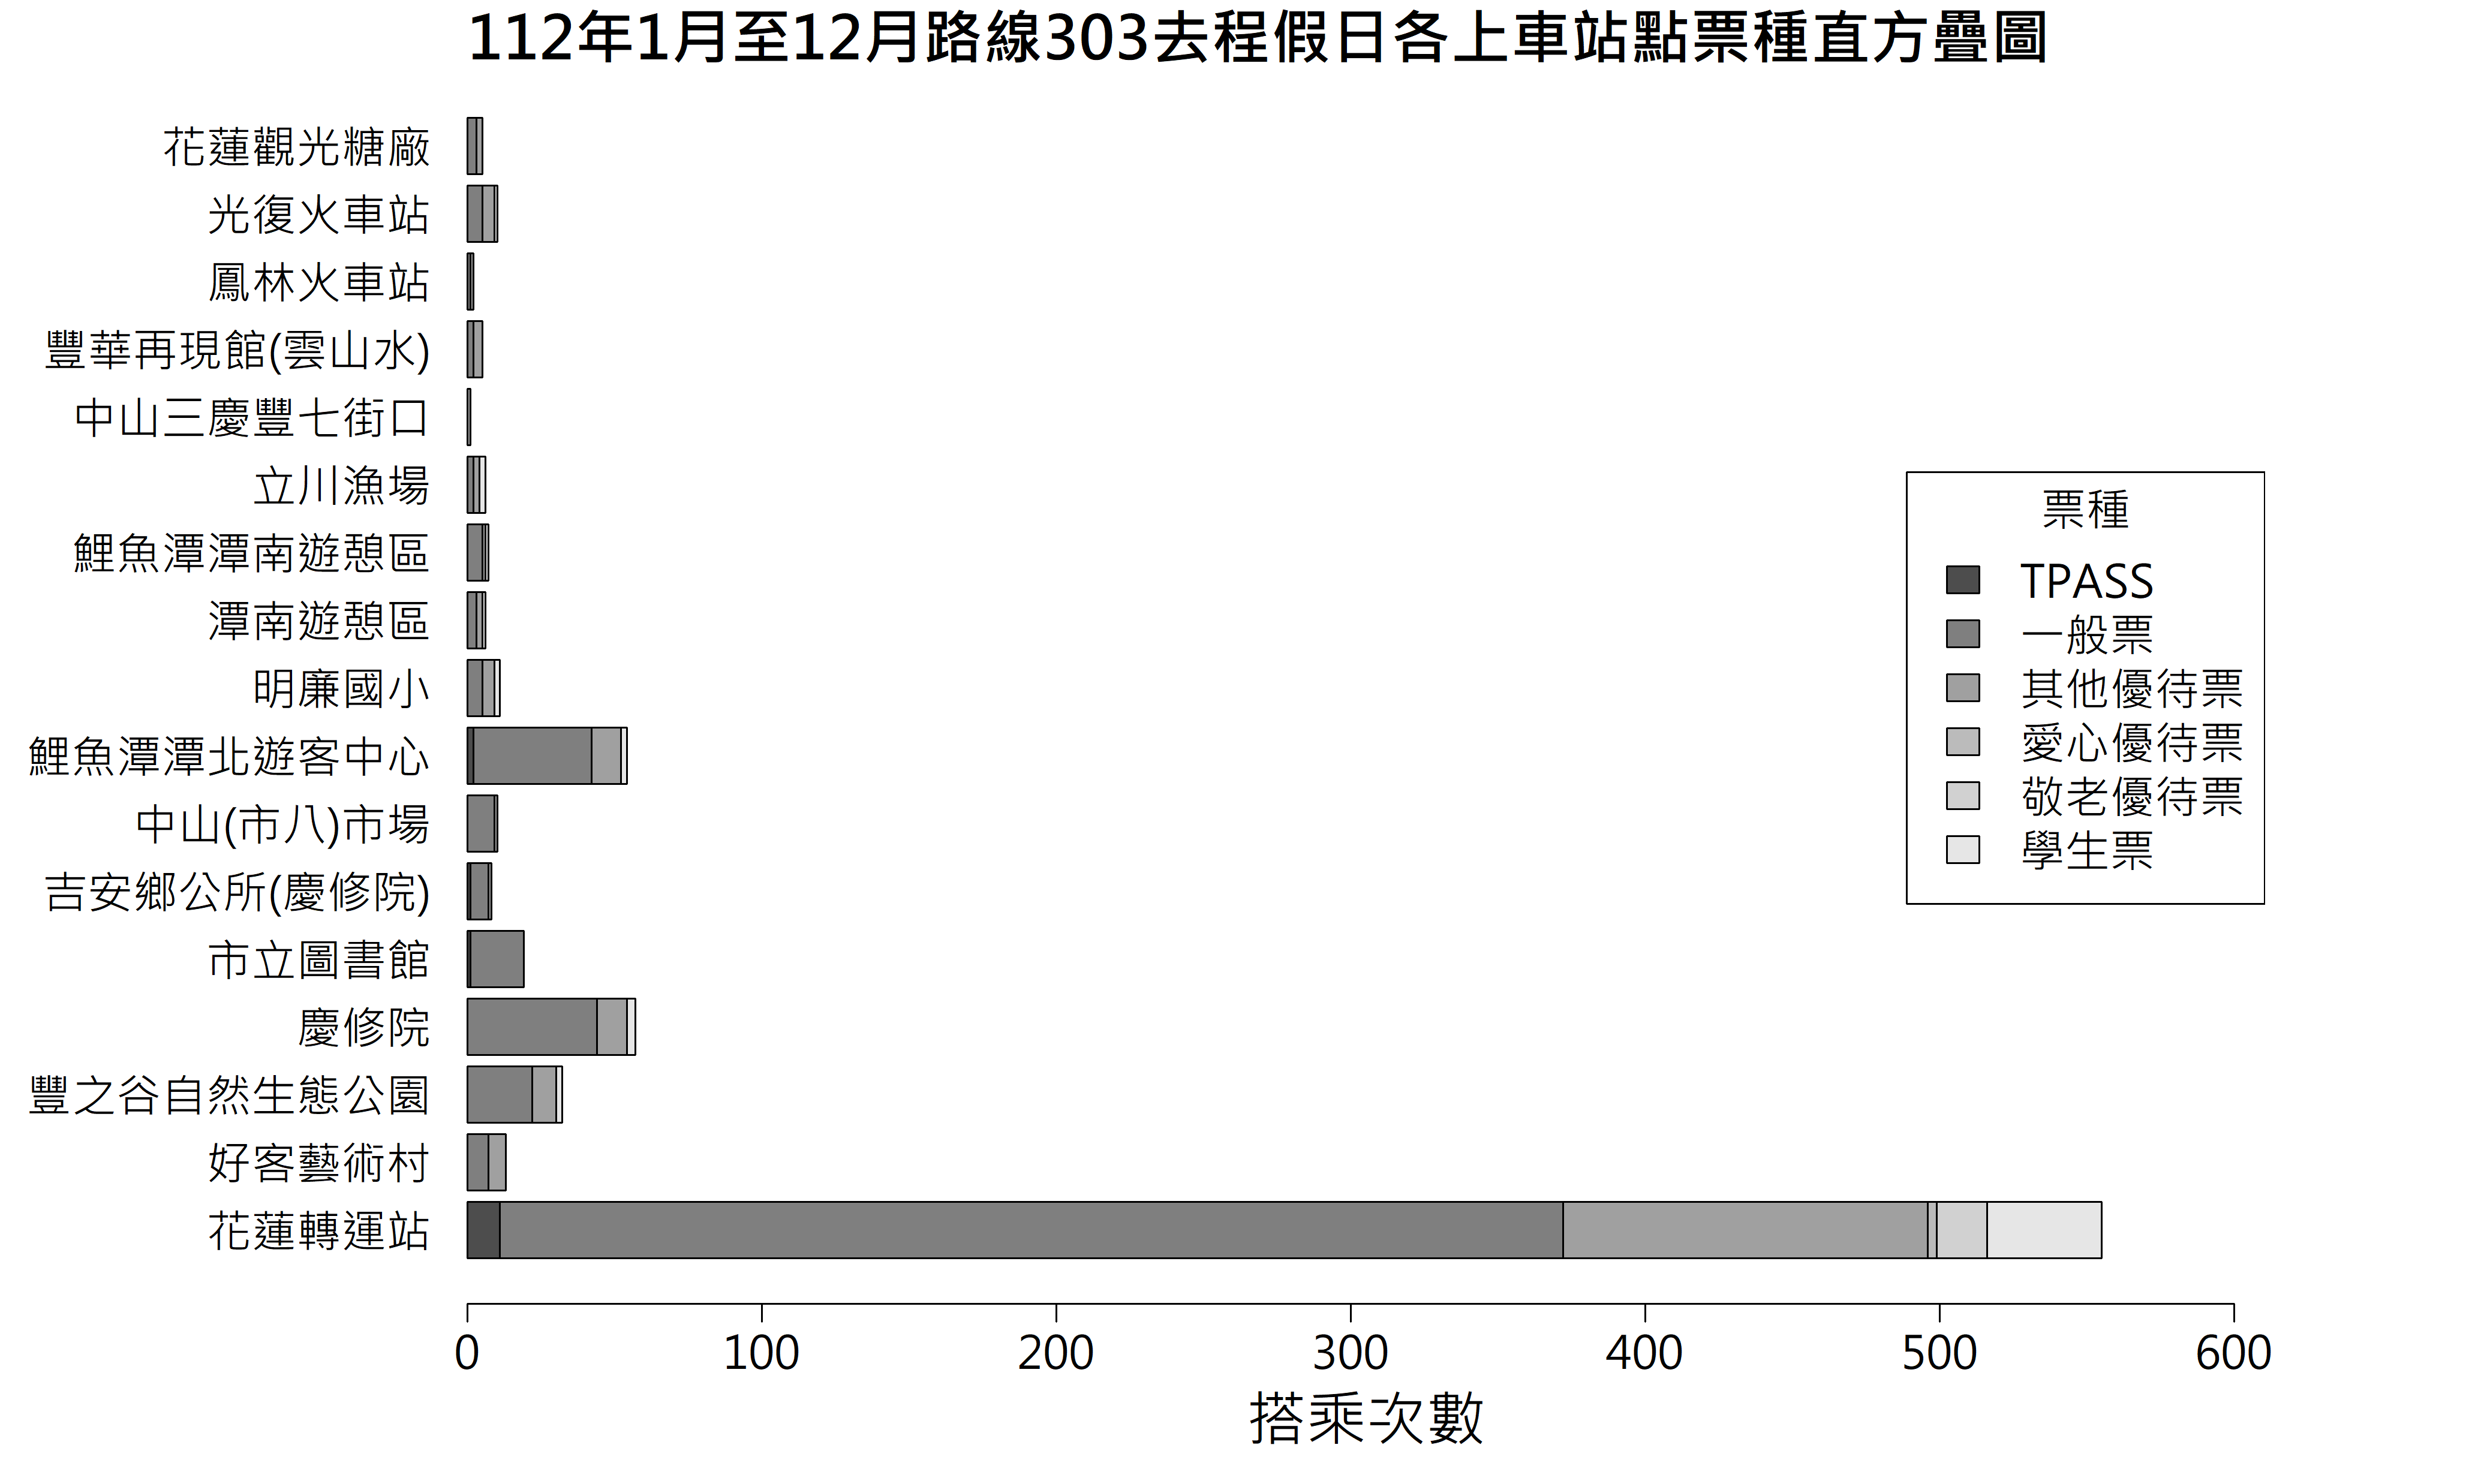 112年1月至12月路線303去程假日各上車站點票種直方疊圖
花蓮觀光糖廠
光復火車站
鳳林火車站
豐華再現館(雲山水)
中山三慶豐七街口
立川漁場
鯉魚潭潭南遊憩區
潭南遊憩區
明廉國小
鯉魚潭潭北遊客中心
中山(市八)市場
吉安鄉公所(慶修院)
市立圖書館
慶修院
豐之谷自然生態公園
好客藝術村
花蓮轉運站
票種
TPASS
一般票
其他優待票
愛心優待票
敬老優待票
學生票
0 100 200 300 400 500 600
搭乘次數